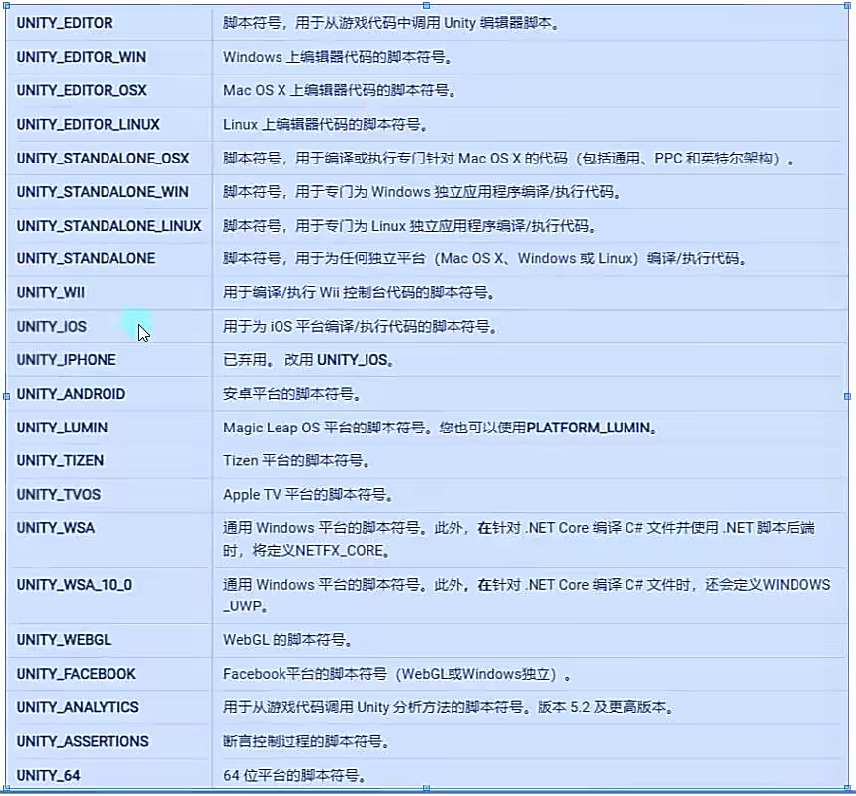 UNITY_EDITOR 脚本符号，用于从游戏代码中调用 Unity 编辑器脚本。
UNITY_EDITOR_WIN Windows 上编辑器代码的脚本符号。
UNITY_EDITOR_OSX Mac OS X 上编辑器代码的脚本符号。
UNITY_EDITOR_LINUX Linux 上编辑器代码的脚本符号。
UNITY_STANDALONE_OSX 脚本符号，用于编译或执行专门针对 Mac OS X 的代码（包括通用、PPC 和英特尔架构）。
UNITY_STANDALONE_WIN 脚本符号，用于专门为 Windows 独立应用程序编译/执行代码。
UNITY_STANDALONE_LINUX 脚本符号，用于专门为 Linux 独立应用程序编译/执行代码。
UNITY_STANDALONE 脚本符号，用于为任何独立平台（Mac OS X、Windows 或 Linux）编译/执行代码。
UNITY_WII 用于编译/执行 Wii 控制台代码的脚本符号。
UNITY_IOS 用于为 iOS 平台编译/执行代码的脚本符号。
UNITY_IPHONE 已弃用。 改用 UNITY_IOS。
UNITY_ANDROID 安卓平台的脚本符号。
UNITY_LUMIN Magic Leap OS 平台的脚本符号。您也可以使用PLATFORM_LUMIN。
UNITY_TIZEN Tizen 平台的脚本符号。
UNITY_TVOS Apple TV 平台的脚本符号。
UNITY_WSA 通用 Windows 平台的脚本符号。此外，在针对 .NET Core 编译 C# 文件并使用 .NET 脚本后端
时，将定义NETFX_CORE。
UNITY_WSA_10_0 通用 Windows 平台的脚本符号。此外，在针对 .NET Core 编译 C# 文件时，还会定义WINDOWS
_UWP。
UNITY_WEBGL WebGL 的脚本符号。
UNITY_FACEBOOK Facebook平台的脚本符号（WebGL或Windows独立）。
UNITY_ANALYTICS 用于从游戏代码调用 Unity 分析方法的脚本符号。版本 5.2 及更高版本。
UNITY_ASSERTIONS 断言控制过程的脚本符号。
UNITY_64 64 位平台的脚本符号。